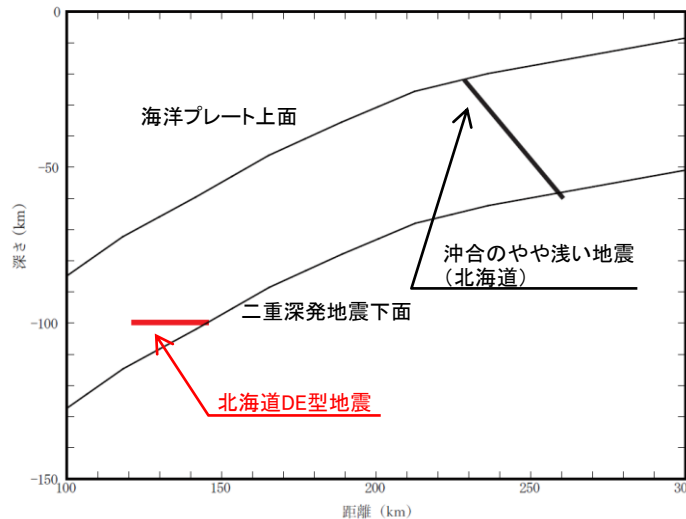 0
海洋プレート上面
-50
深さ (km)
沖合のやや浅い地震
(北海道)
二重深発地震下面
-100
北海道DE型地震
-150
100
150
200
250
300
距離 (km)